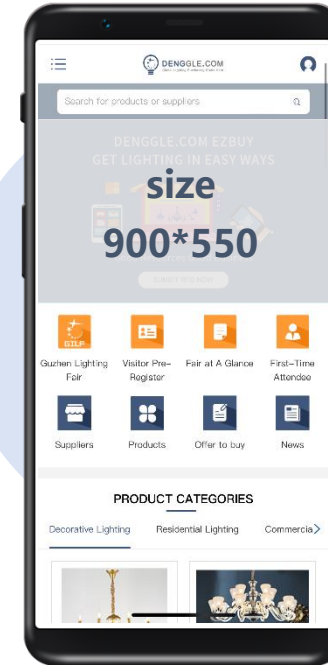 DENGGLE.COM
Search for products or suppliers
DENGGLE.COM EZBUY
GET LIGHTING IN EASY WAYS
size
900*550
GILF
Guzhen Lighting Fair
Visitor Pre-Register
Fair at A Glance
First-Time Attendee
Suppliers
Products
Offer to buy
News
PRODUCT CATEGORIES
Decorative Lighting
Residential Lighting
Commercia